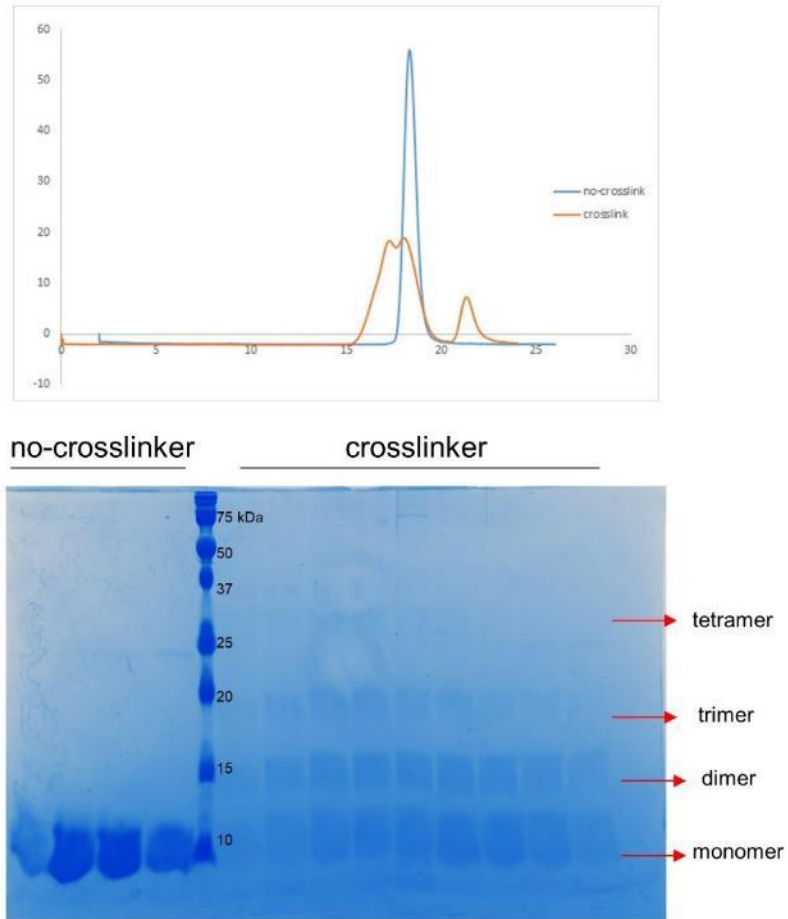 60
50
40
30
20
10
0
-10
0 5 10 15 20 25 30
no-crosslink
crosslink
no-crosslinker crosslinker
75 kDa
50
37
25
20
15
10
tetramer
trimer
dimer
monomer